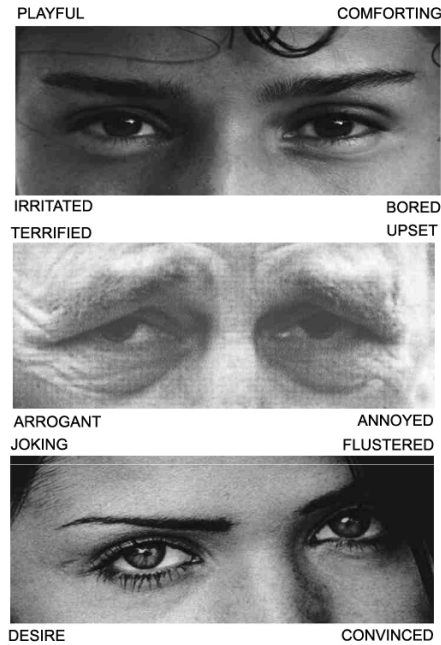 PLAYFUL COMFORTING
IRRITATED BORED
TERRIFIED UPSET
ARROGANT ANNOYED
JOKING FLUSTERED
DESIRE CONVINCED